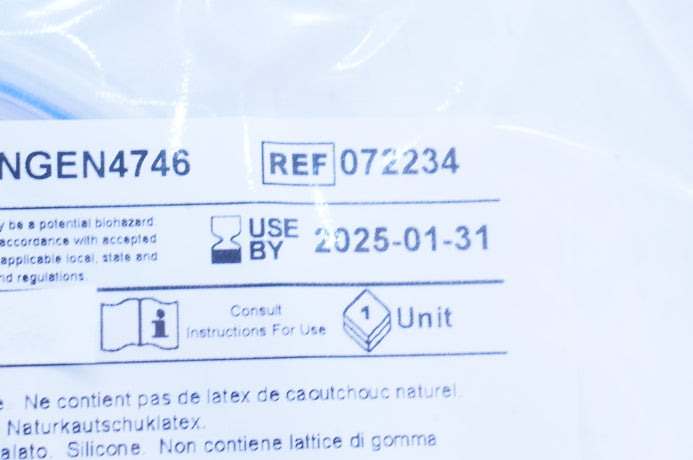 NGEN4746 REF 072234
y be a potential biohazard.
accordance with accepted
applicable local, state and
nd regulations.
USE
BY 2025-01-31
Consult
Instructions For Use
1 Unit
e. Ne contient pas de latex de caoutchouc naturel.
Naturkautschuklatex.
alato. Silicone. Non contiene lattice di gomma